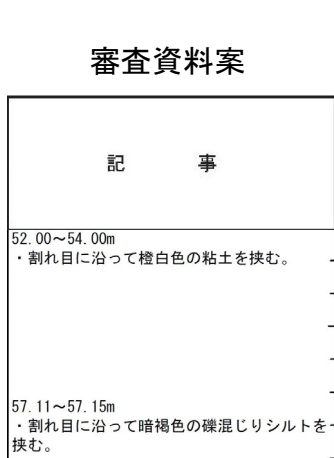 審査資料案
記 事
52.00～54.00m
・割れ目に沿って橙白色の粘土を挟む。
57.11～57.15m
・割れ目に沿って暗褐色の礫混じりシルトを
挟む。